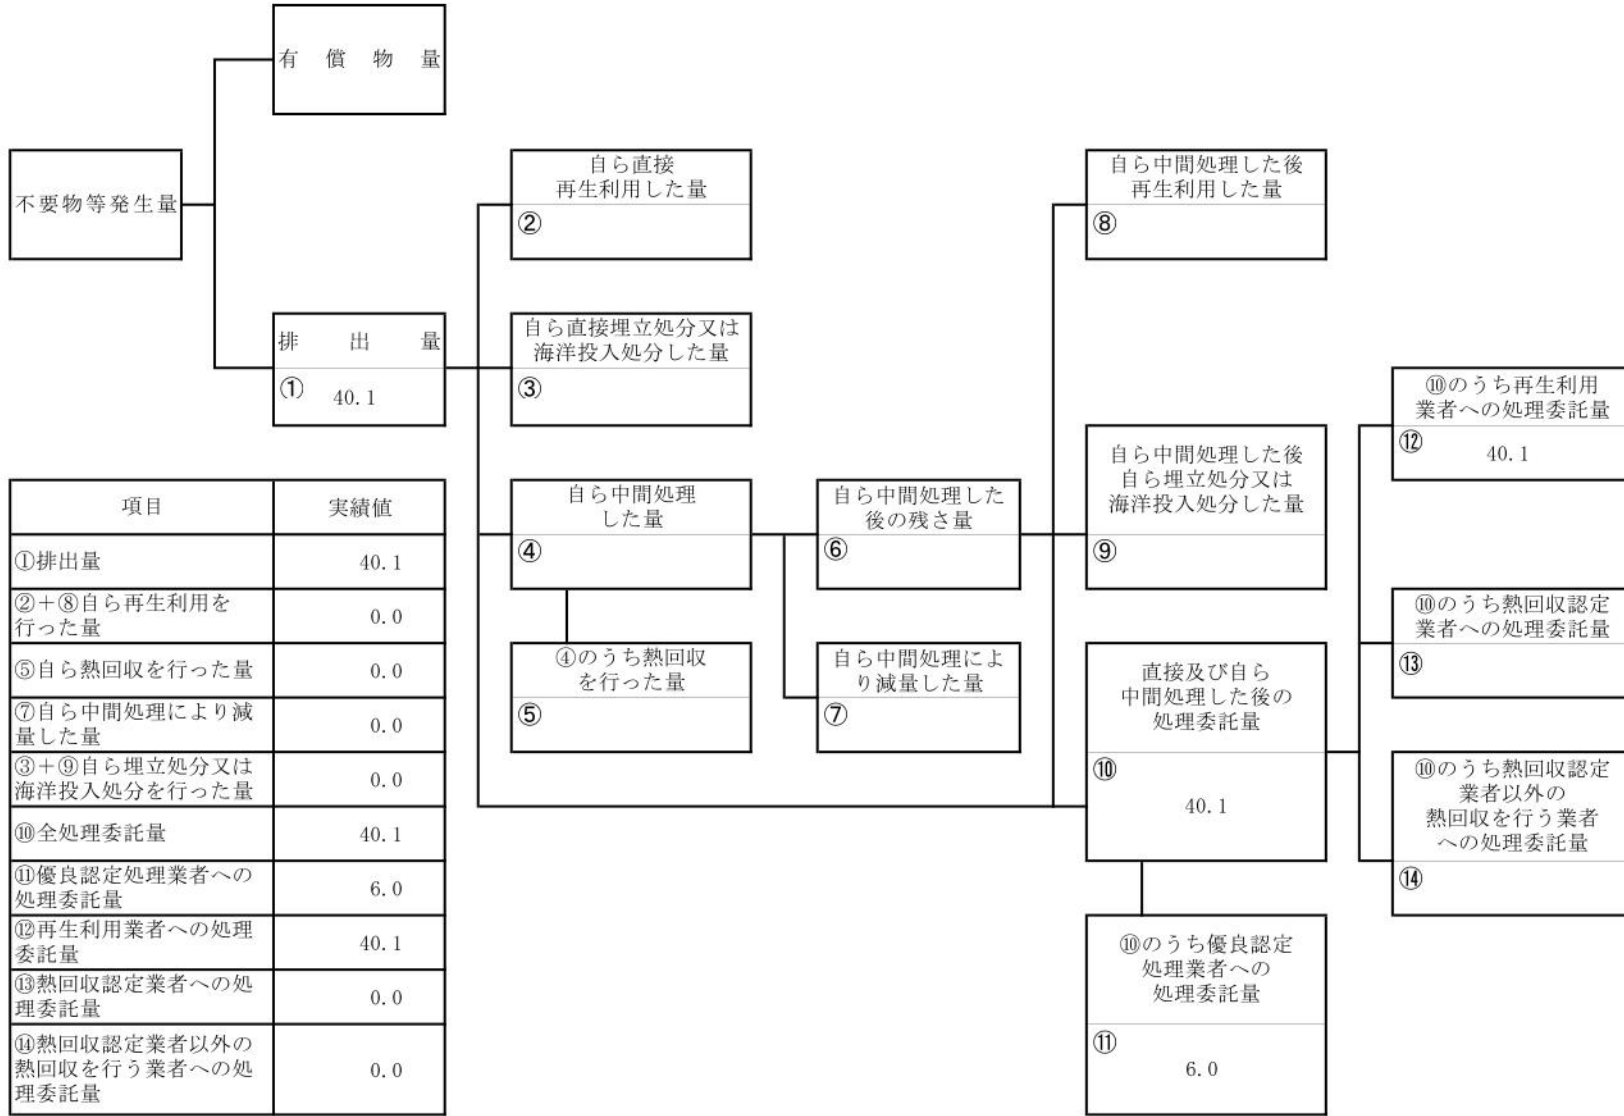 有償物量
不要物等発生量
排出量
① 40.1
自ら直接
再生利用した量
②
自ら直接埋立処分又は
海洋投入処分した量
③
自ら中間処理
した量
④
④のうち熱回収
を行った量
⑤
自ら中間処理した
後の残さ量
⑥
自ら中間処理によ
り減量した量
⑦
自ら中間処理した後
再生利用した量
⑧
自ら中間処理した後
自ら埋立処分又は
海洋投入処分した量
⑨
直接及び自ら
中間処理した後の
処理委託量
⑩
40.1
⑩のうち優良認定
処理業者への
処理委託量
⑪
6.0
⑩のうち再生利用
業者への処理委託量
⑫
40.1
⑩のうち熱回収認定
業者への処理委託量
⑬
⑩のうち熱回収認定
業者以外の
熱回収を行う業者
への処理委託量
⑭
項目 実績値
①排出量 40.1
②+⑧自ら再生利用を
行った量 0.0
⑤自ら熱回収を行った量 0.0
⑦自ら中間処理により減
量した量 0.0
③+⑨自ら埋立処分又は
海洋投入処分を行った量 0.0
⑩全処理委託量 40.1
⑪優良認定処理業者への
処理委託量 6.0
⑫再生利用業者への処理
委託量 40.1
⑬熱回収認定業者への処
理委託量 0.0
⑭熱回収認定業者以外の
熱回収を行う業者への処
理委託量 0.0